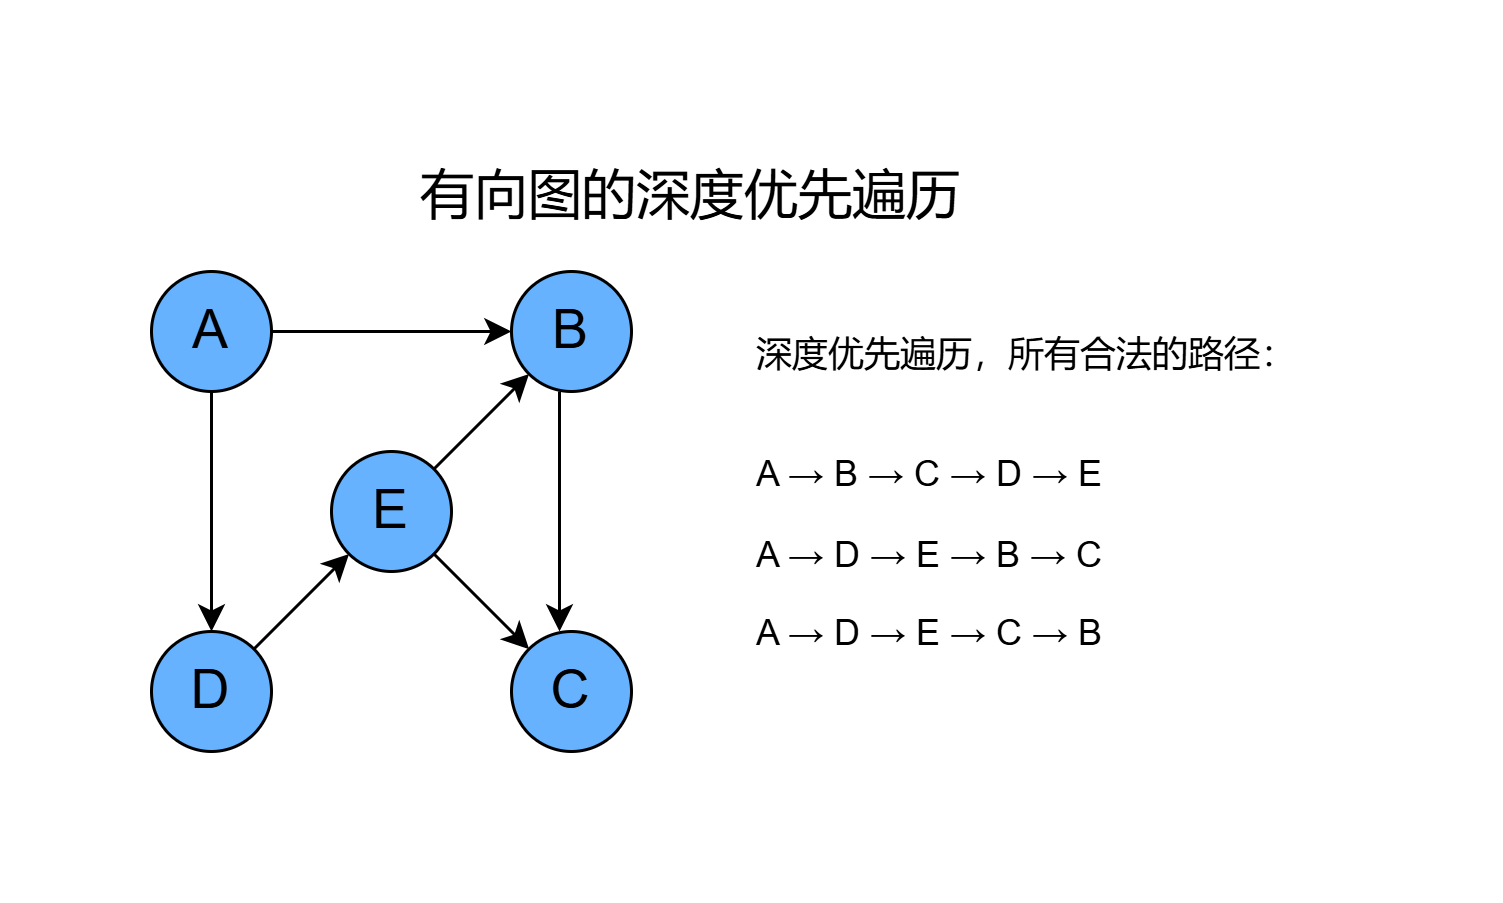 有向图的深度优先遍历
A
B
E
D
C
深度优先遍历，所有合法的路径：
A → B → C → D → E
A → D → E → B → C
A → D → E → C → B